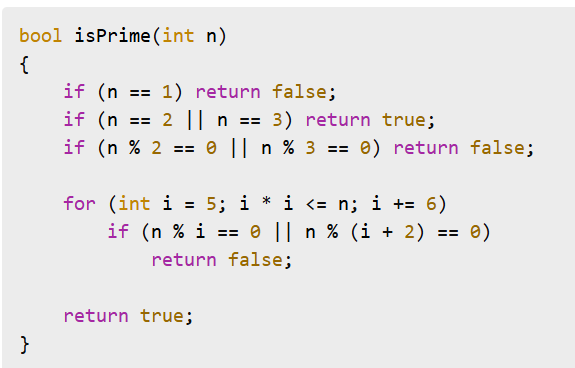 bool isPrime(int n)
{
    if (n == 1) return false;
    if (n == 2 || n == 3) return true;
    if (n % 2 == 0 || n % 3 == 0) return false;

    for (int i = 5; i * i <= n; i += 6)
        if (n % i == 0 || n % (i + 2) == 0)
            return false;

    return true;
}